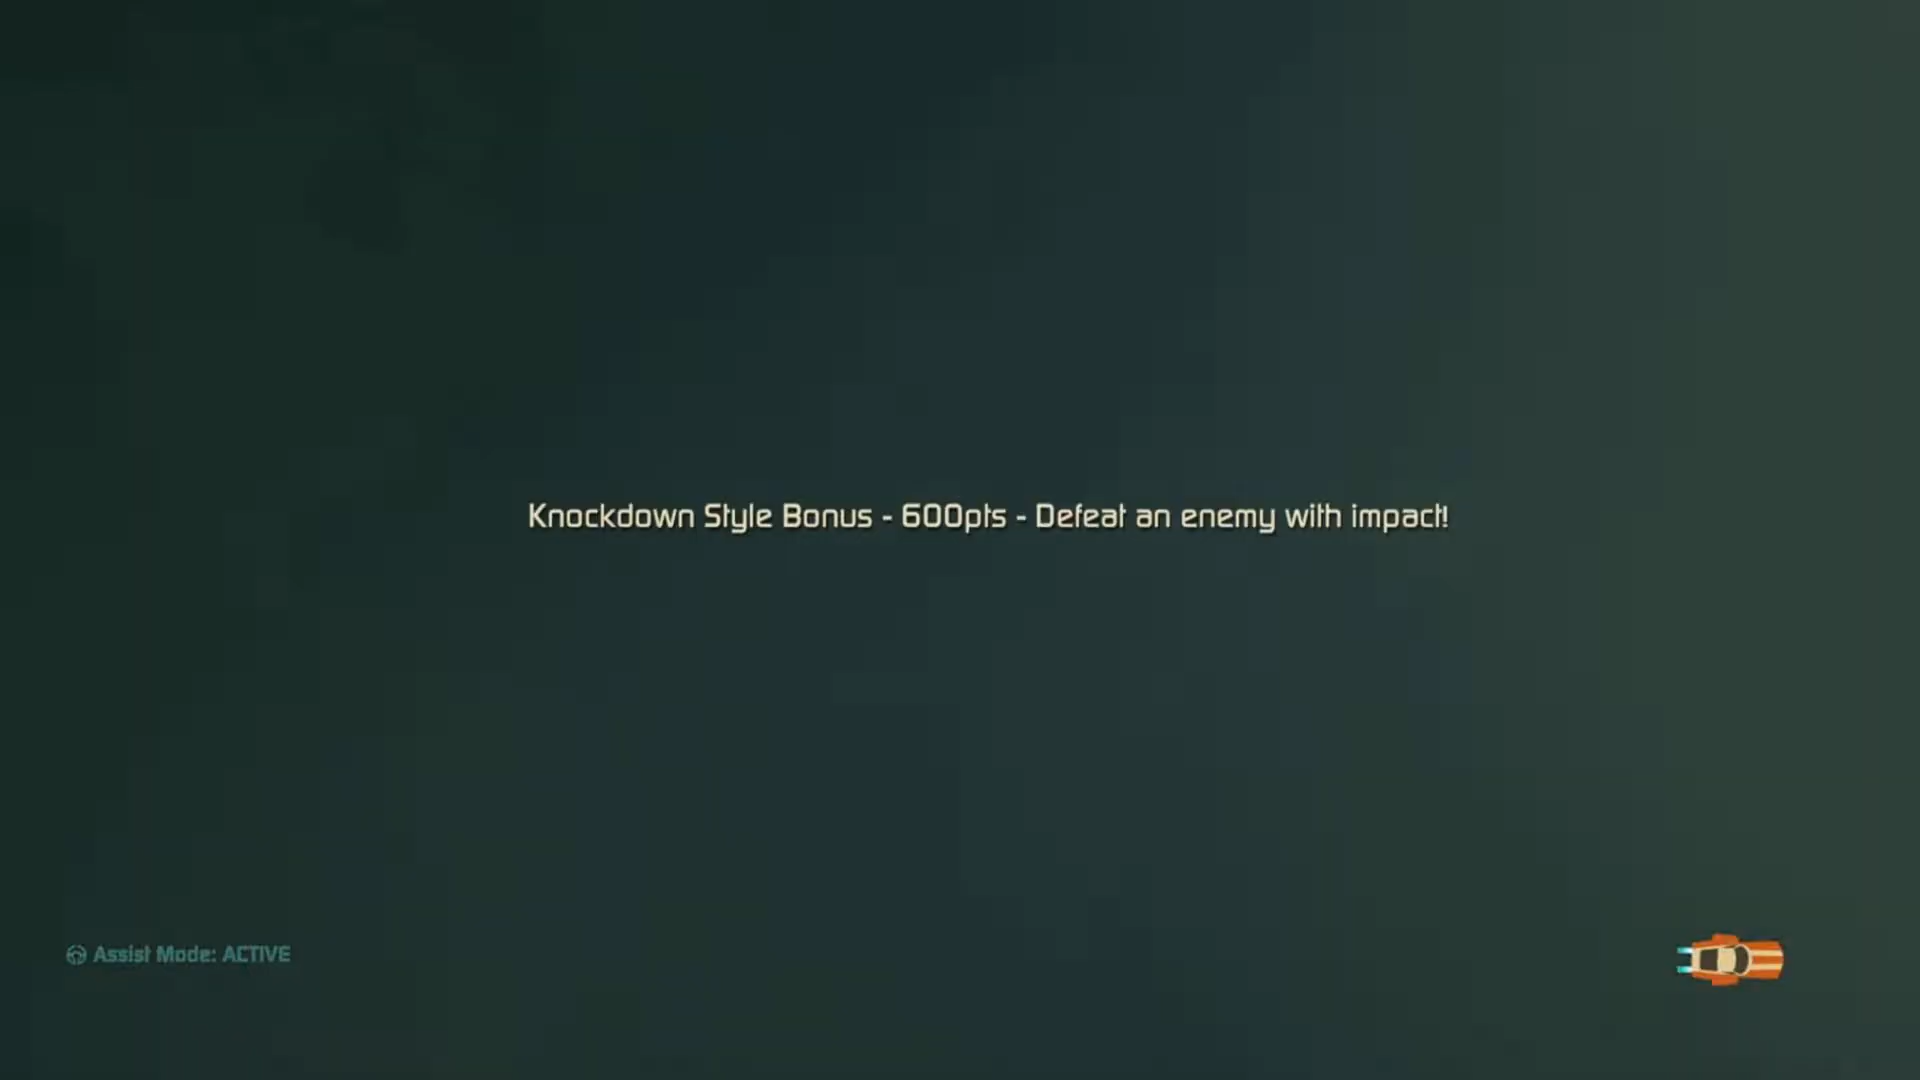 Knockdown Style Bonus - 600pts - Defeat an enemy with impact!
Assist Mode: ACTIVE